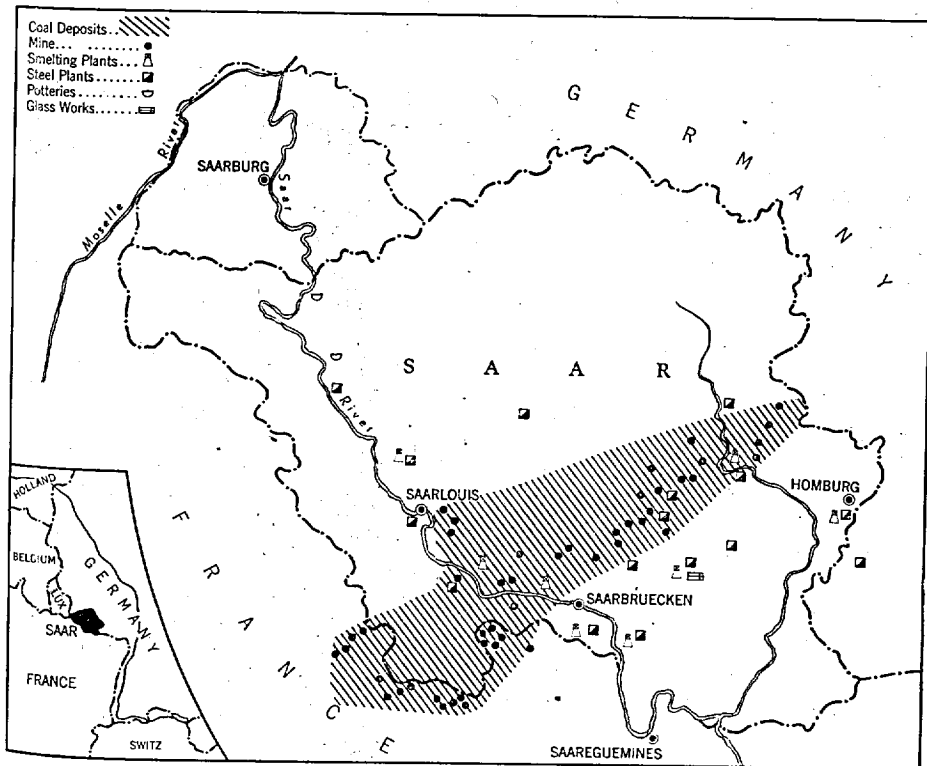 Coal Deposits..
Mine... ........
Smelting Plants...
Steel Plants.......
Potteries...........
Glass Works.......
GERMANY
Moselle River
SAARBURG
Saar
SAAR
River
SAARLOUIS
HOMBURG
FRANCE
SAARBRUECKEN
SAAREGUEMINES
HOLLAND
BELGIUM
GERMANY
LUX
SAAR
FRANCE
SWITZ